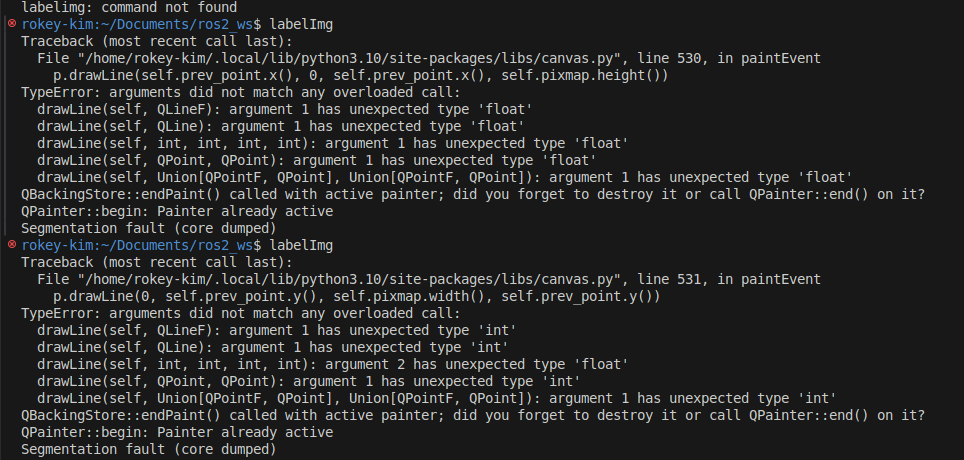 labelimg: command not found
rokey-kim:~/Documents/ros2_ws$ labelImg
Traceback (most recent call last):
  File "/home/rokey-kim/.local/lib/python3.10/site-packages/libs/canvas.py", line 530, in paintEvent
    p.drawLine(self.prev_point.x(), 0, self.prev_point.x(), self.pixmap.height())
TypeError: arguments did not match any overloaded call:
  drawLine(self, QLineF): argument 1 has unexpected type 'float'
  drawLine(self, QLine): argument 1 has unexpected type 'float'
  drawLine(self, int, int, int, int): argument 1 has unexpected type 'float'
  drawLine(self, QPoint, QPoint): argument 1 has unexpected type 'float'
  drawLine(self, Union[QPointF, QPoint], Union[QPointF, QPoint]): argument 1 has unexpected type 'float'
QBackingStore::endPaint() called with active painter; did you forget to destroy it or call QPainter::end() on it?
QPainter::begin: Painter already active
Segmentation fault (core dumped)
rokey-kim:~/Documents/ros2_ws$ labelImg
Traceback (most recent call last):
  File "/home/rokey-kim/.local/lib/python3.10/site-packages/libs/canvas.py", line 531, in paintEvent
    p.drawLine(0, self.prev_point.y(), self.pixmap.width(), self.prev_point.y())
TypeError: arguments did not match any overloaded call:
  drawLine(self, QLineF): argument 1 has unexpected type 'int'
  drawLine(self, QLine): argument 1 has unexpected type 'int'
  drawLine(self, int, int, int, int): argument 2 has unexpected type 'float'
  drawLine(self, QPoint, QPoint): argument 1 has unexpected type 'int'
  drawLine(self, Union[QPointF, QPoint], Union[QPointF, QPoint]): argument 1 has unexpected type 'int'
QBackingStore::endPaint() called with active painter; did you forget to destroy it or call QPainter::end() on it?
QPainter::begin: Painter already active
Segmentation fault (core dumped)